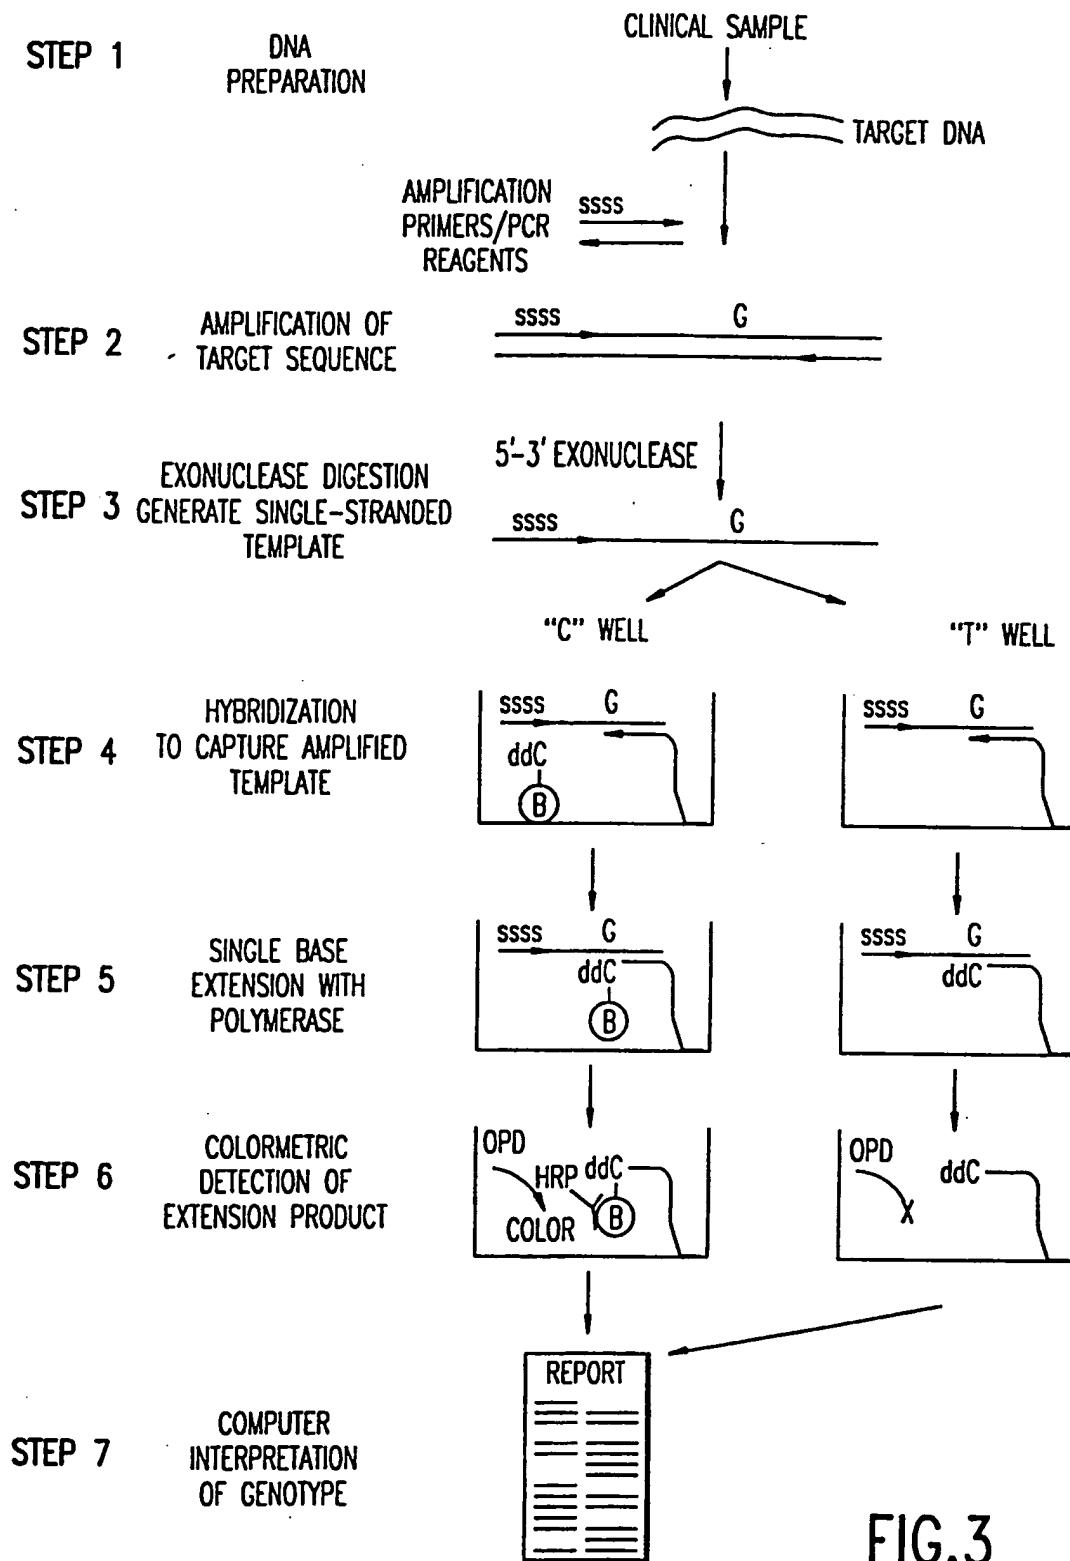 STEP 1
DNA
PREPARATION
CLINICAL SAMPLE
TARGET DNA
AMPLIFICATION
PRIMERS/PCR
REAGENTS
ssss
STEP 2
AMPLIFICATION OF
TARGET SEQUENCE
ssss G
STEP 3
EXONUCLEASE DIGESTION
GENERATE SINGLE-STRANDED
TEMPLATE
5'-3' EXONUCLEASE
ssss G
"C" WELL
"T" WELL
STEP 4
HYBRIDIZATION
TO CAPTURE AMPLIFIED
TEMPLATE
ssss G
ddC
B
ssss G
STEP 5
SINGLE BASE
EXTENSION WITH
POLYMERASE
ssss G
ddC
B
ssss G
ddC
STEP 6
COLORMETRIC
DETECTION OF
EXTENSION PRODUCT
OPD
HRP ddC
COLOR
B
OPD
ddC
X
STEP 7
COMPUTER
INTERPRETATION
OF GENOTYPE
REPORT
FIG.3